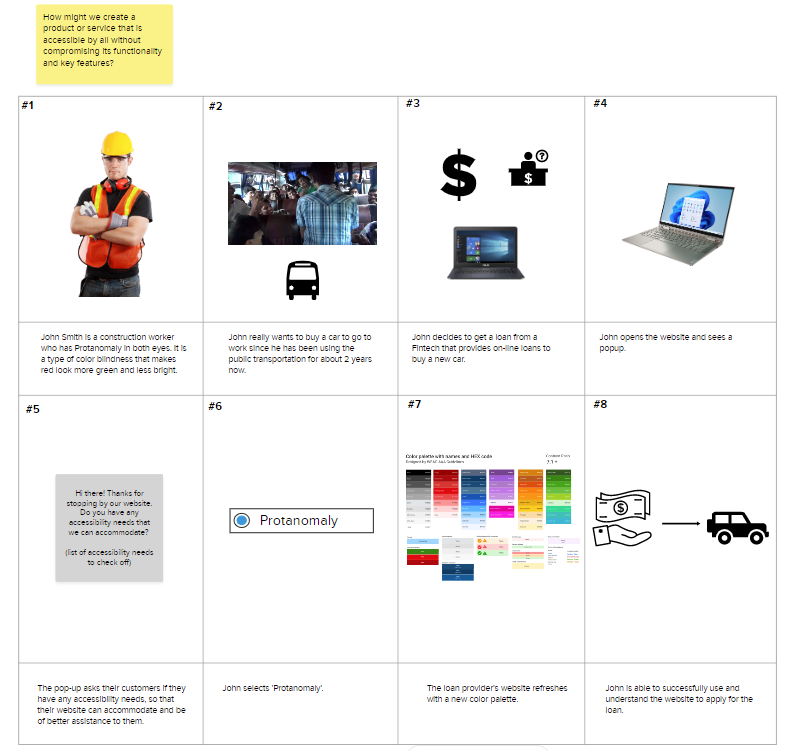 How might we create a
product or service that is
accessible by all without
compromising its functionality
and key features?
#1
#2
#3
#4
John Smith is a construction worker
who has Protanomaly in both eyes. It is
a type of color blindness that makes
red look more green and less bright.
John really wants to buy a car to go to
work since he has been using the
public transportation for about 2 years
now.
John decides to get a loan from a
Fintech that provides on-line loans to
buy a new car.
John opens the website and sees a
popup.
#5
#6
#7
#8
Hi there! Thanks for
stopping by our website.
Do you have any
accessibility needs that
we can accommodate?
(list of accessibility needs
to check off)
Protanomaly
Color palette with names and HEX code
The pop-up asks their customers if they
have any accessibility needs, so that
their website can accommodate and be
of better assistance to them.
John selects 'Protanomaly'.
The loan provider's website refreshes
with a new color palette.
John is able to successfully use and
understand the website to apply for the
loan.